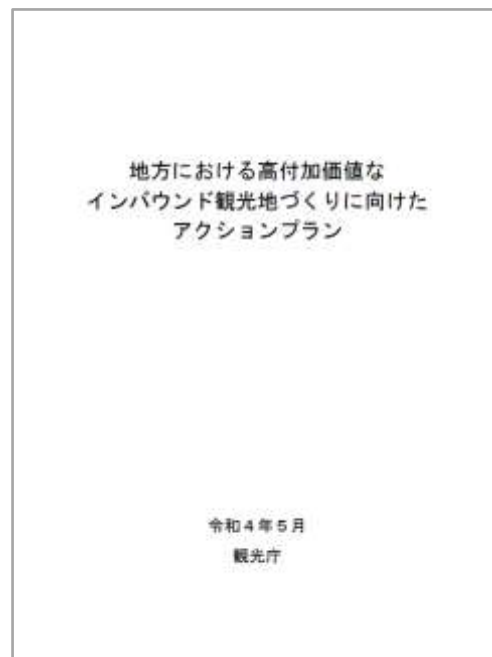 地方における高付加価値な
インバウンド観光地づくりに向けた
アクションプラン
令和４年５月
観光庁